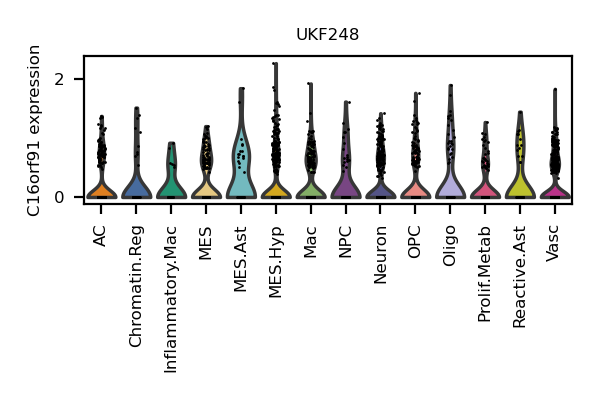 UKF248
C16orf91 expression
2
0
AC
Chromatin.Reg
Inflammatory.Mac
MES
MES.Ast
MES.Hyp
Mac
NPC
Neuron
OPC
Oligo
Prolif.Metab
Reactive.Ast
Vasc